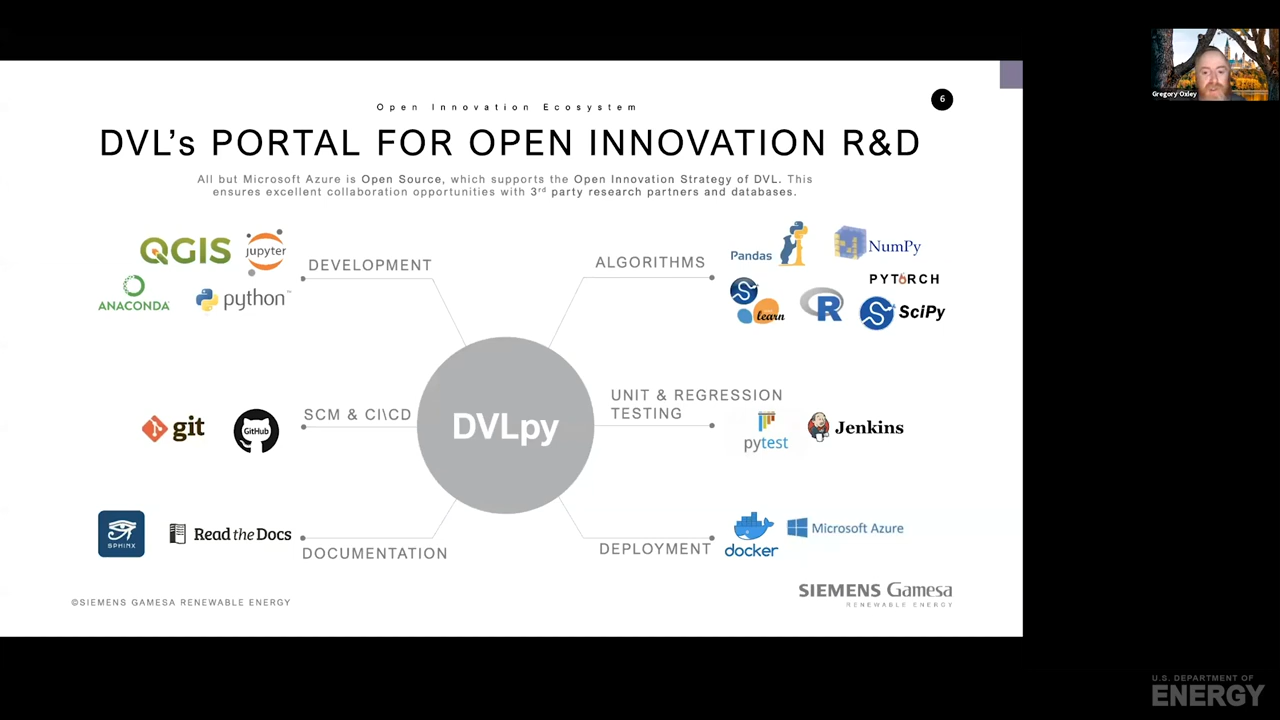 Gregory Oxley
Open Innovation Ecosystem
6
DVL's PORTAL FOR OPEN INNOVATION R&D
All but Microsoft Azure is Open Source, which supports the Open Innovation Strategy of DVL. This
ensures excellent collaboration opportunities with 3rd party research partners and databases.
QGIS
jupyter
ANACONDA
python™
DEVELOPMENT
ALGORITHMS
Pandas
NumPy
PYTORCH
learn
R
SciPy
git
GitHub
SCM & CI\CD
DVLpy
UNIT & REGRESSION
TESTING
pytest
Jenkins
SPHINX
Read the Docs
DOCUMENTATION
DEPLOYMENT
docker
Microsoft Azure
©SIEMENS GAMESA RENEWABLE ENERGY
SIEMENS Gamesa
RENEWABLE ENERGY
U.S. DEPARTMENT OF
ENERGY